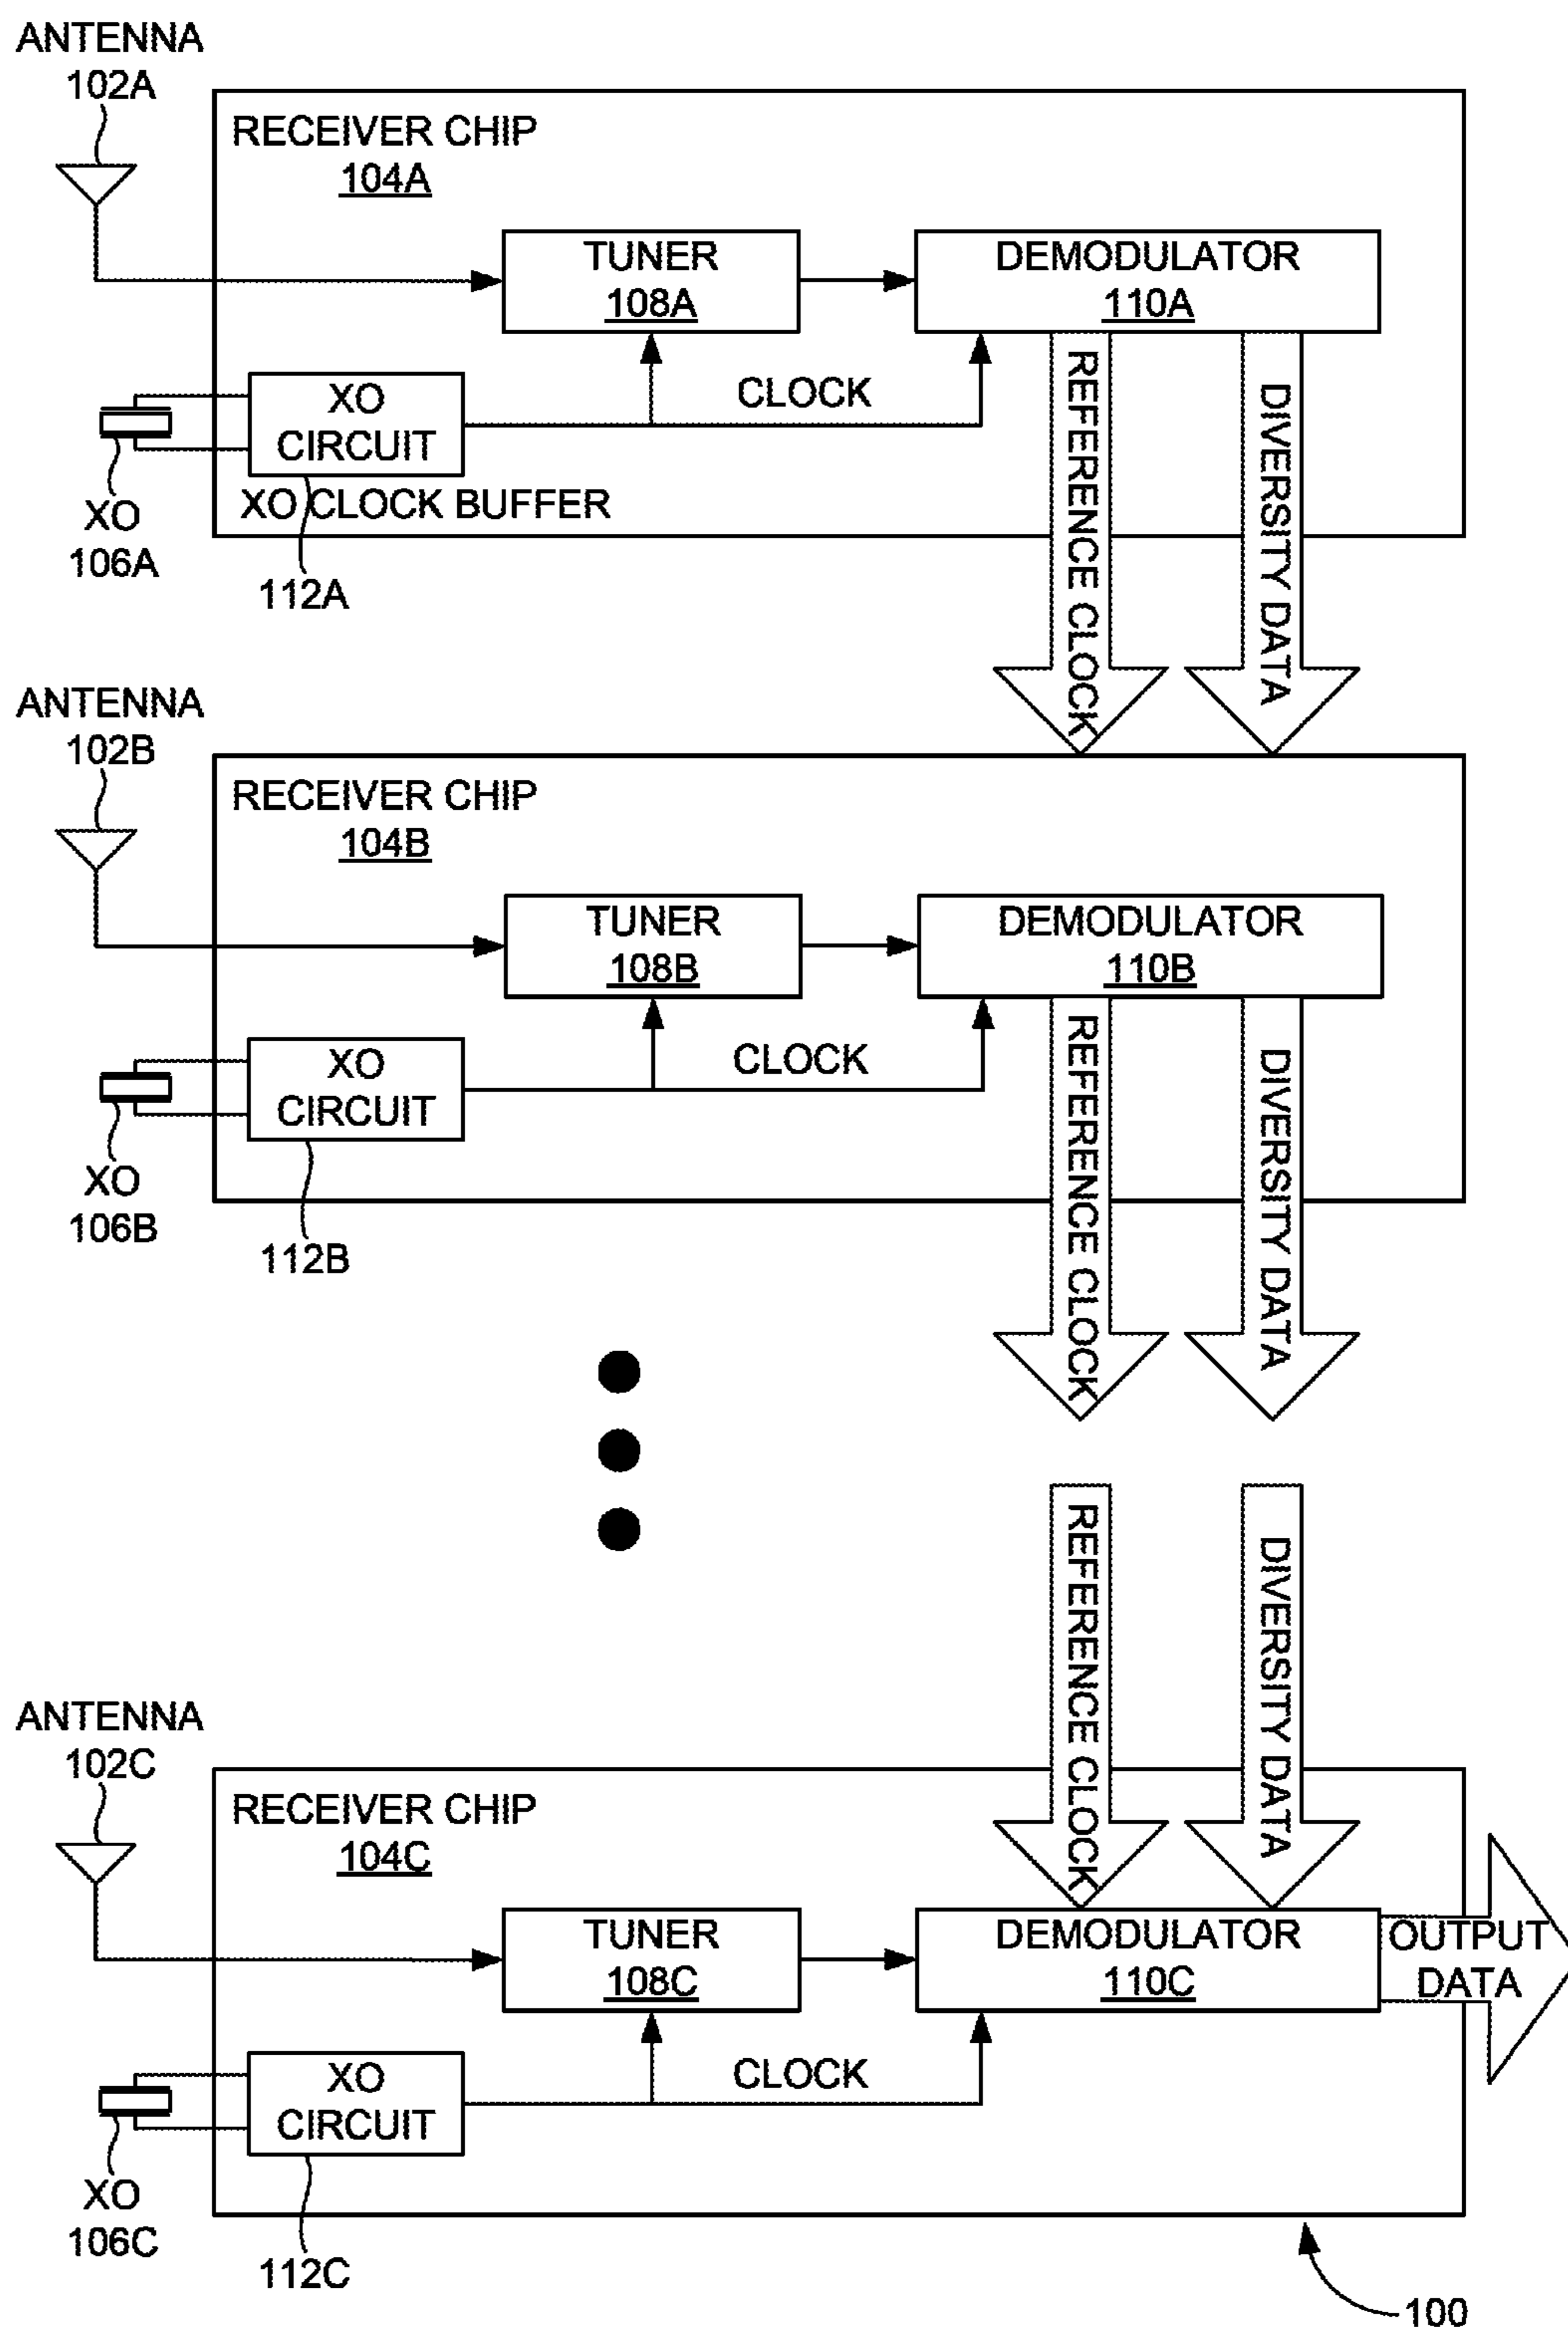 ANTENNA
102A
RECEIVER CHIP
104A
TUNER
108A
DEMODULATOR
110A
XO
CIRCUIT
CLOCK
XO CLOCK BUFFER
XO
106A
112A
REFERENCE CLOCK
DIVERSITY DATA
ANTENNA
102B
RECEIVER CHIP
104B
TUNER
108B
DEMODULATOR
110B
XO
CIRCUIT
CLOCK
XO
106B
112B
REFERENCE CLOCK
DIVERSITY DATA
REFERENCE CLOCK
DIVERSITY DATA
ANTENNA
102C
RECEIVER CHIP
104C
TUNER
108C
DEMODULATOR
110C
OUTPUT
DATA
XO
CIRCUIT
CLOCK
XO
106C
112C
100